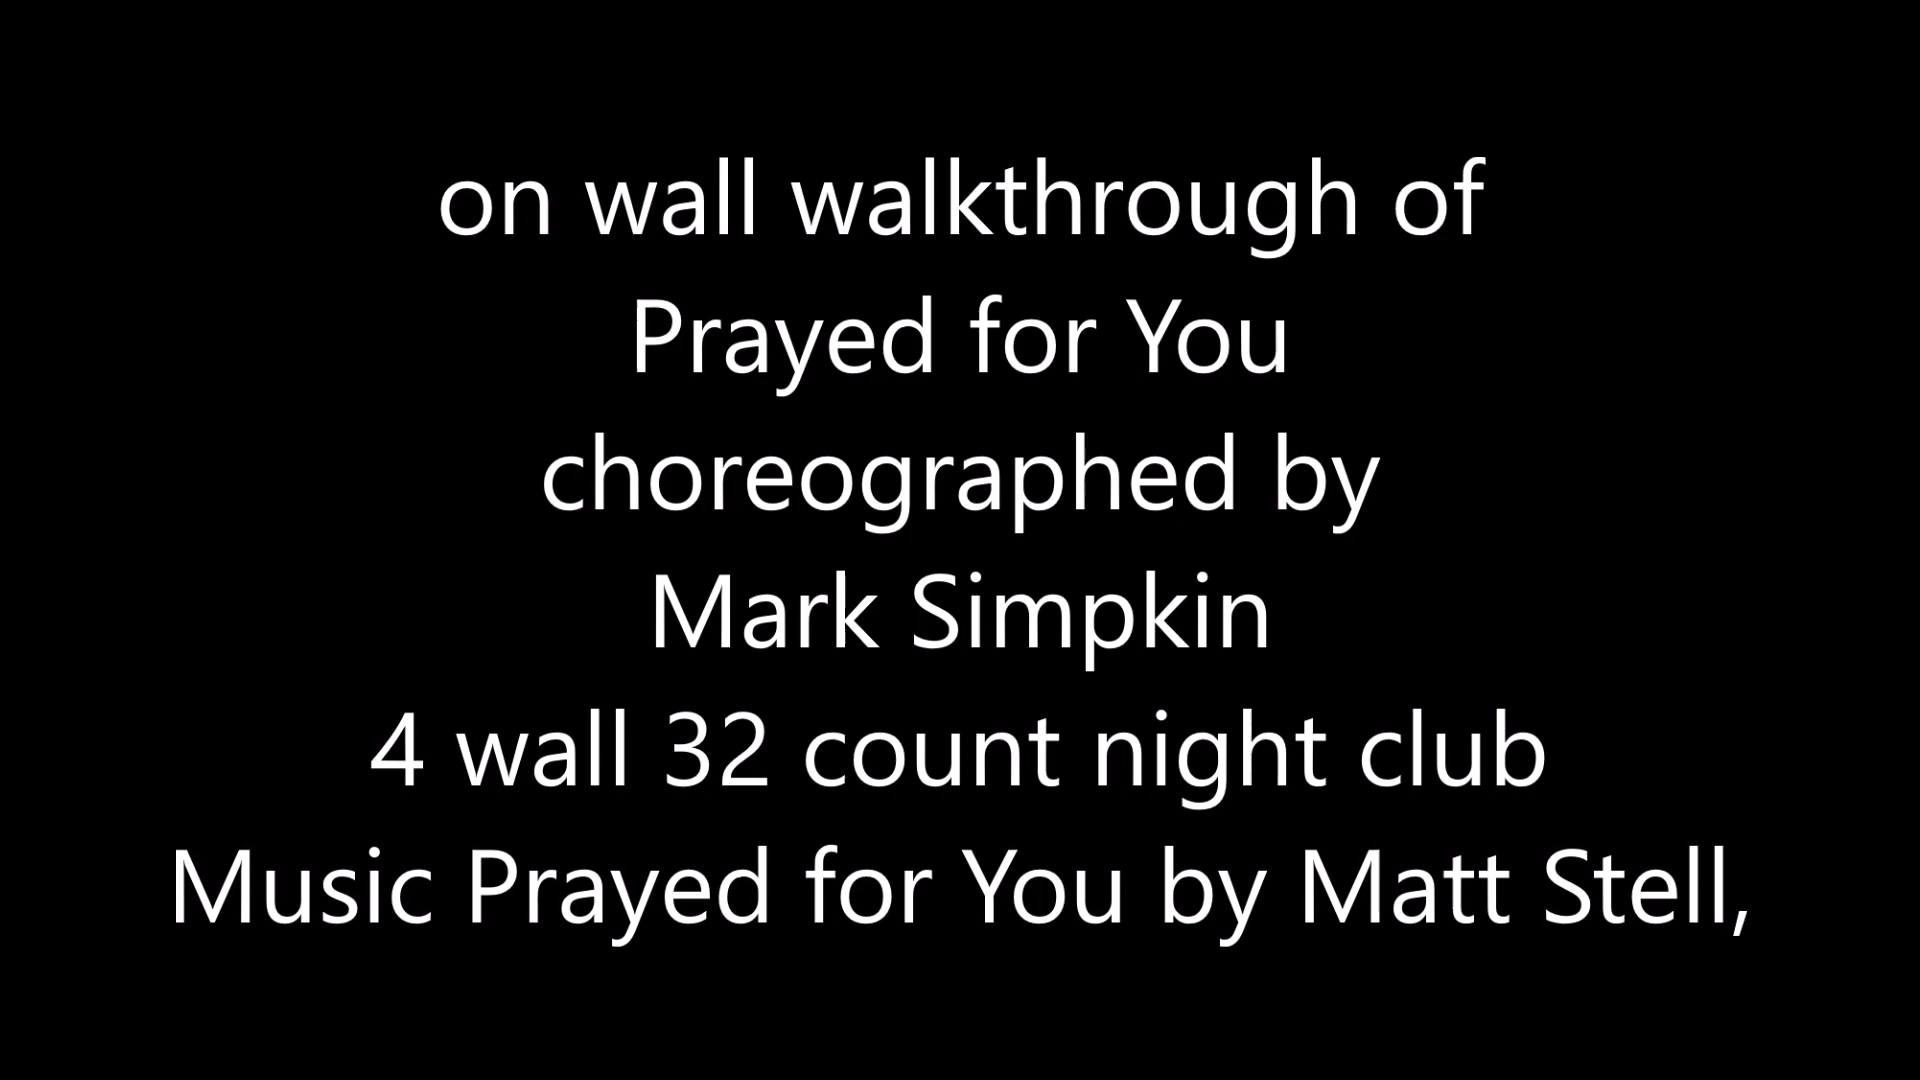 on wall walkthrough of
Prayed for You
choreographed by
Mark Simpkin
4 wall 32 count night club
Music Prayed for You by Matt Stell,